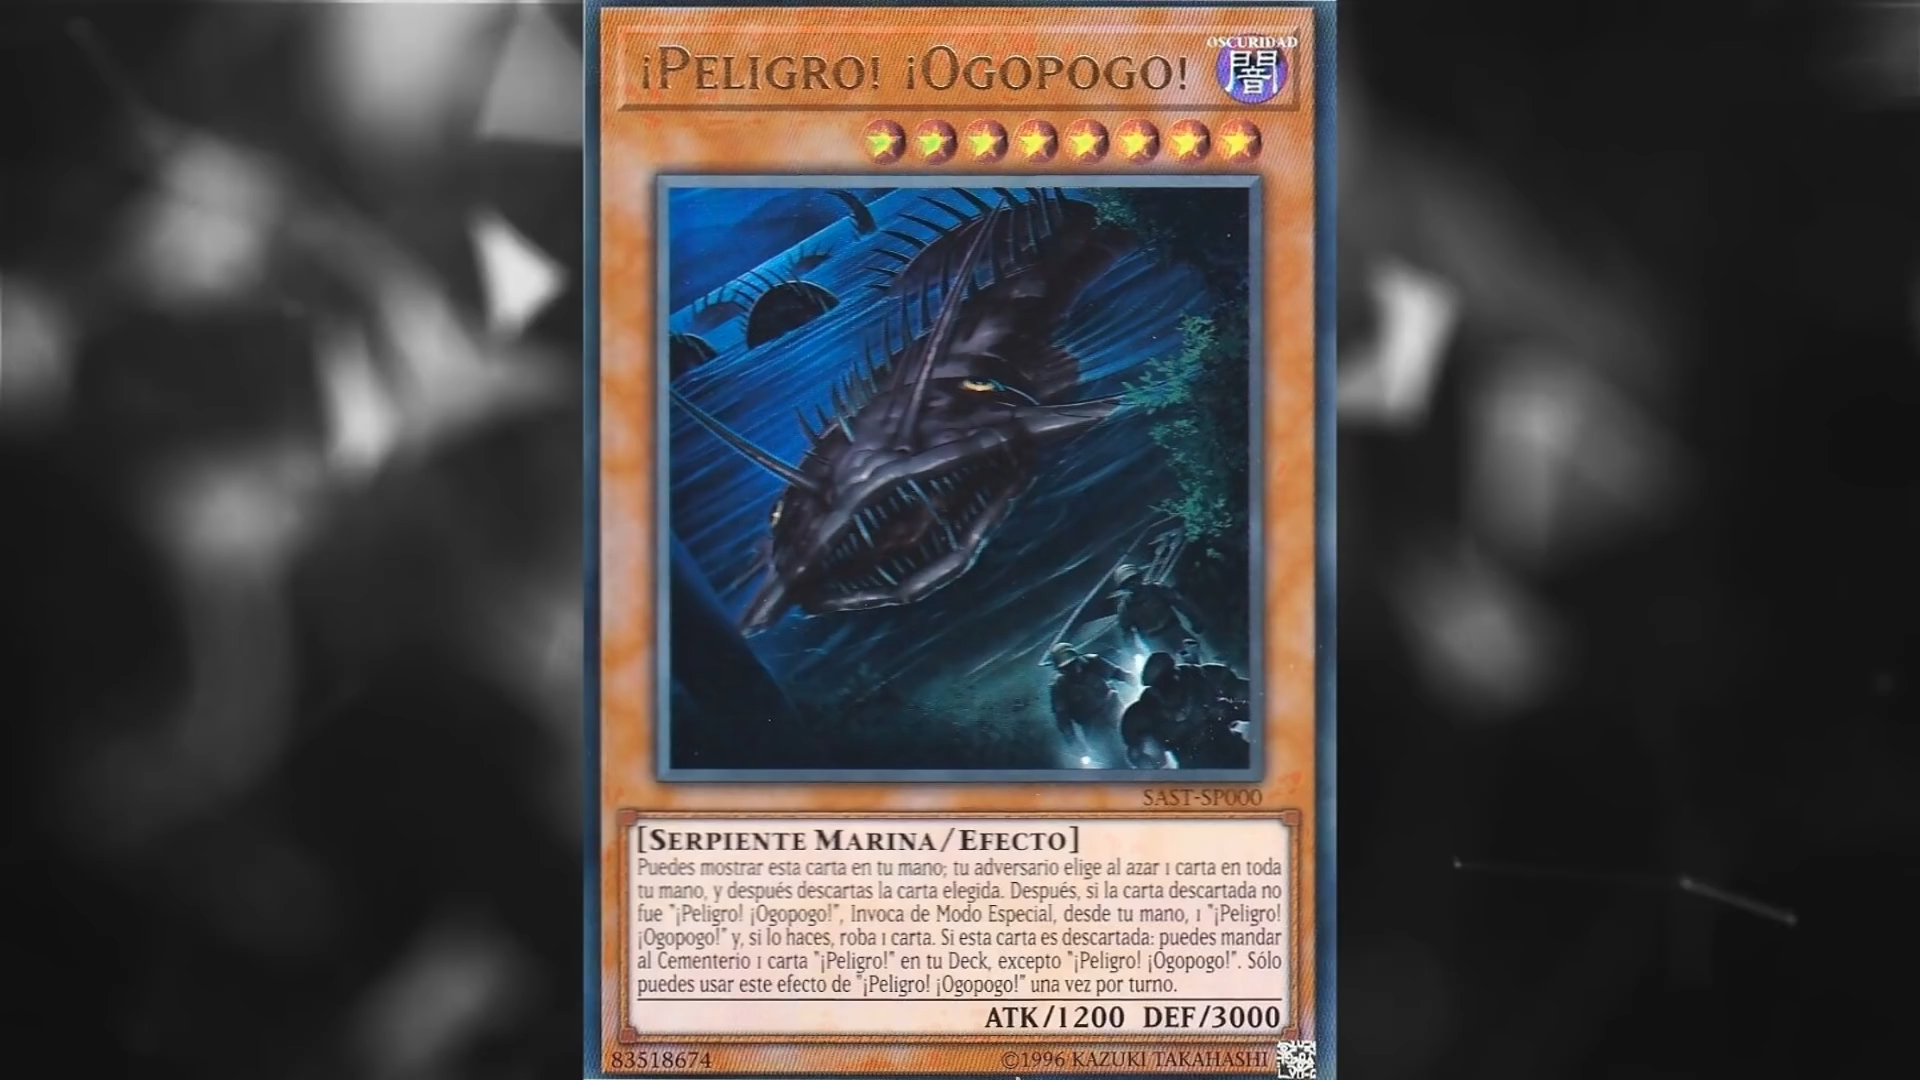 ¡PELIGRO! ¡OGOPOGO!
OSCURIDAD
闇
SAST-SP000
[SERPIENTE MARINA/EFECTO]
Puedes mostrar esta carta en tu mano; tu adversario elige al azar 1 carta en toda
tu mano, y después descartas la carta elegida. Después, si la carta descartada no
fue "¡Peligro! ¡Ogopogo!", Invoca de Modo Especial, desde tu mano, 1 "¡Peligro!
¡Ogopogo!" y, si lo haces, roba 1 carta. Si esta carta es descartada: puedes mandar
al Cementerio 1 carta "¡Peligro!" en tu Deck, excepto "¡Peligro! ¡Ogopogo!". Sólo
puedes usar este efecto de "¡Peligro! ¡Ogopogo!" una vez por turno.
ATK/1200 DEF/3000
83518674
©1996 KAZUKI TAKAHASHI